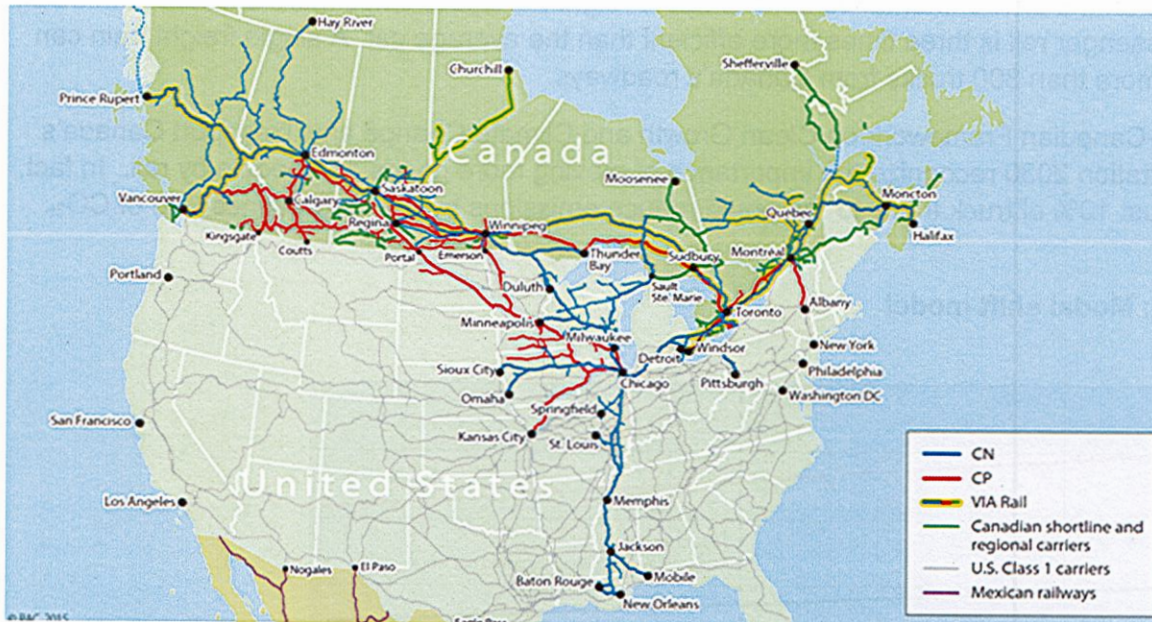 Hay River
Churchill
Shefferville
Prince Rupert
Edmonton
Canada
Saskatoon
Moosenee
Moncton
Vancouver
Calgary
Quebec
Regina
Winnipeg
Halifax
Kingsgate
Coutts
Portal
Emerson
Thunder
Bay
Sudbury
Montréal
Portland
Duluth
Sault
Ste. Marie
Albany
Toronto
Minneapolis
Milwaukee
Detroit
Windsor
New York
Sioux City
Chicago
Pittsburgh
Philadelphia
Omaha
Washington DC
Springfield
San Francisco
Kansas City
St. Louis
United States
Los Angeles
Memphis
Jackson
Nogales
El Paso
Baton Rouge
Mobile
New Orleans
CN
CP
VIA Rail
Canadian shortline and
regional carriers
U.S. Class 1 carriers
Mexican railways
© RAC 2015